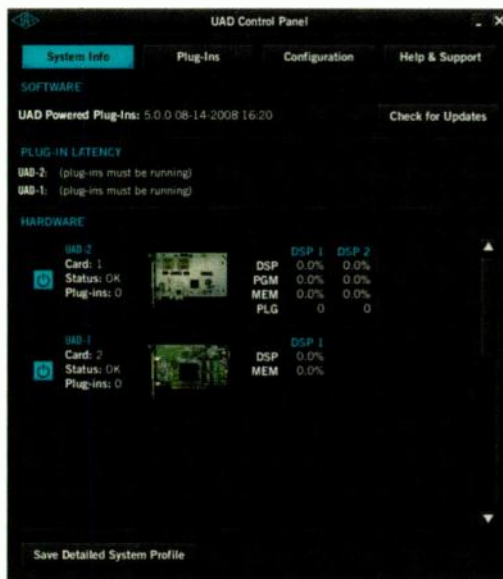 UAD Control Panel
System Info Plug-Ins Configuration Help & Support
SOFTWARE
UAD Powered Plug-Ins: 5.0.0 08-14-2008 16:20 Check for Updates
PLUG-IN LATENCY
UAD-2: (plug-ins must be running)
UAD-1: (plug-ins must be running)
HARDWARE
UAD-2 DSP 1 DSP 2
Card: 1 DSP 0.0% 0.0%
Status: OK PGM 0.0% 0.0%
Plug-ins: 0 MEM 0.0% 0.0%
PLG 0 0
UAD-1 DSP 1
Card: 2 DSP 0.0%
Status: OK MEM 0.0%
Plug-ins: 0
Save Detailed System Profile